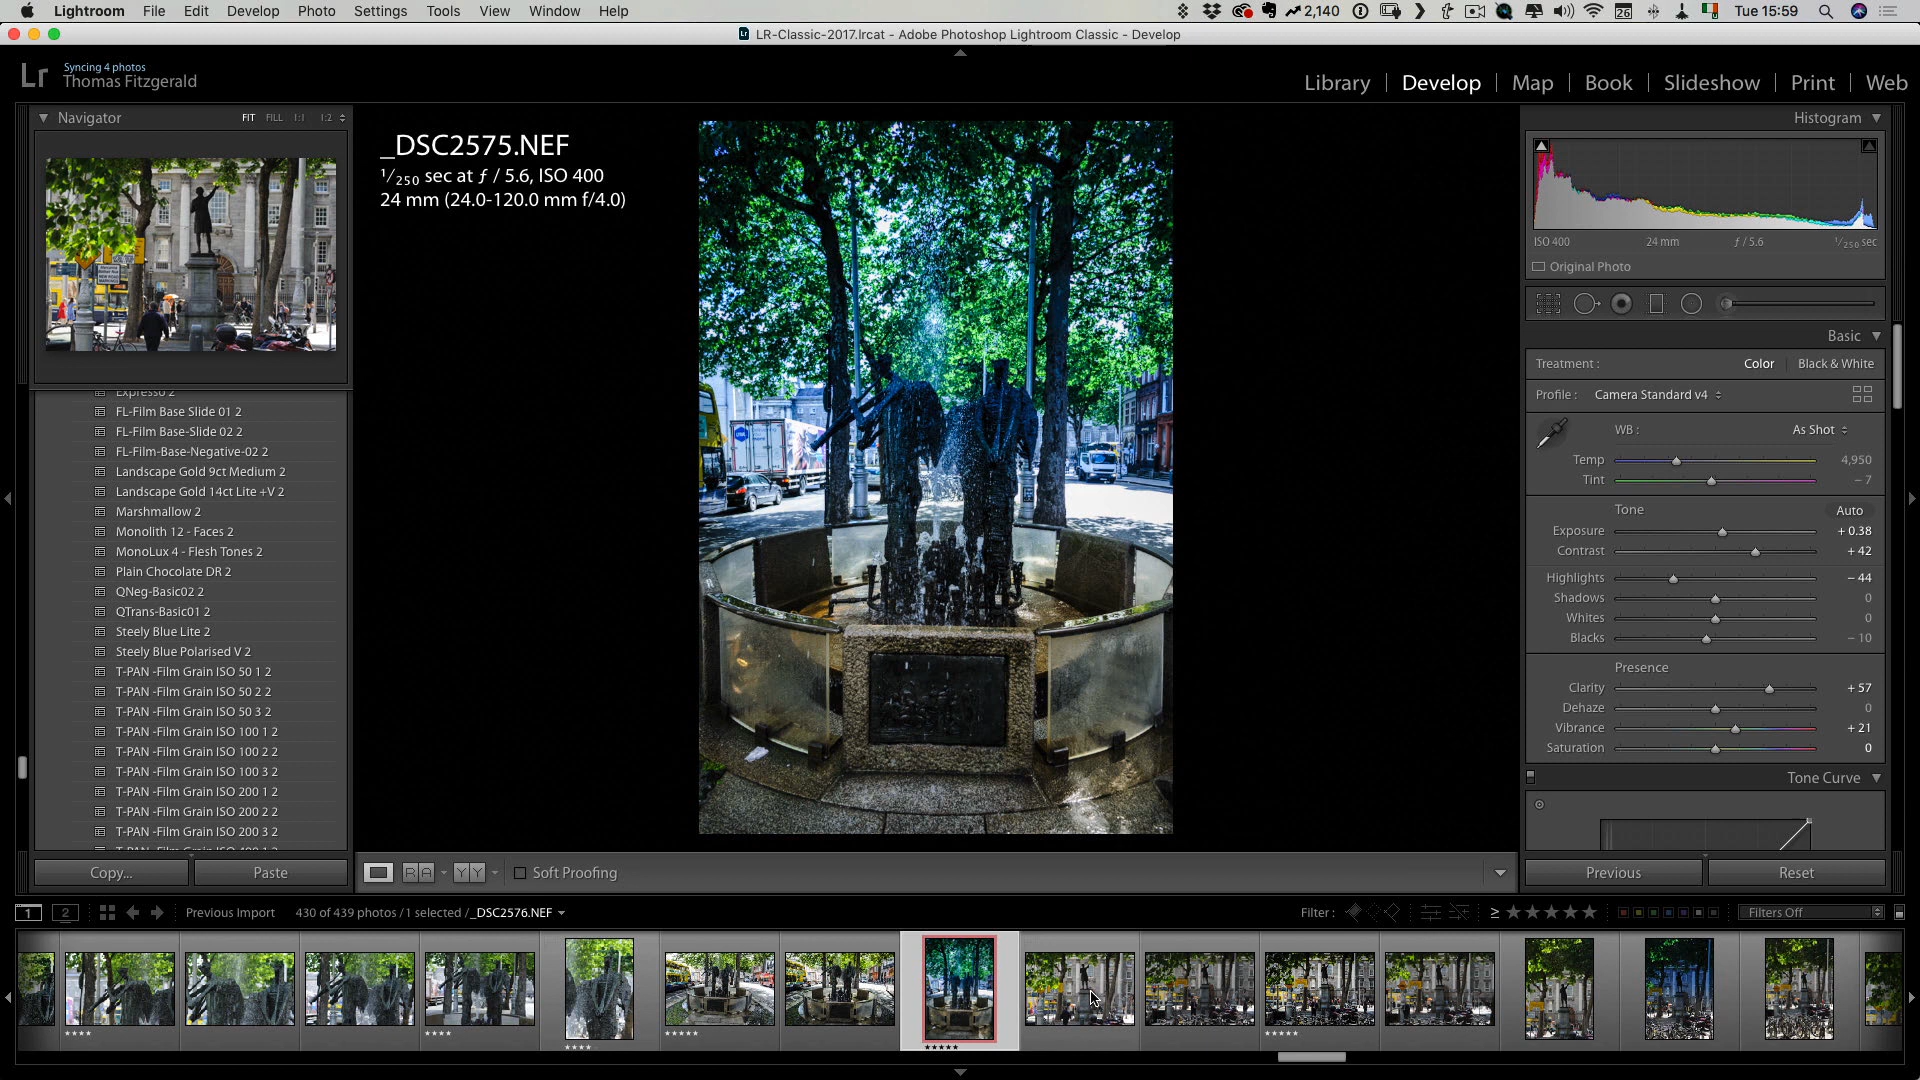 Lightroom File Edit Develop Photo Settings Tools View Window Help 2,140 26 Tue 15:59
LR-Classic-2017.lrcat - Adobe Photoshop Lightroom Classic - Develop
Lr Syncing 4 photos
Thomas Fitzgerald
Library Develop Map Book Slideshow Print Web
Navigator FIT FILL 1:1 1:2
_DSC2575.NEF
1/250 sec at ƒ / 5.6, ISO 400
24 mm (24.0-120.0 mm f/4.0)
Histogram
ISO 400 24 mm ƒ / 5.6 1/250 sec
Original Photo
Basic
Treatment : Color Black & White
Profile : Camera Standard v4
WB : As Shot
Temp 4,950
Tint – 7
Tone Auto
Exposure + 0.38
Contrast + 42
Highlights – 44
Shadows 0
Whites 0
Blacks – 10
Presence
Clarity + 57
Dehaze 0
Vibrance + 21
Saturation 0
Tone Curve
Expresso 2
FL-Film Base Slide 01 2
FL-Film Base-Slide 02 2
FL-Film-Base-Negative-02 2
Landscape Gold 9ct Medium 2
Landscape Gold 14ct Lite +V 2
Marshmallow 2
Monolith 12 - Faces 2
MonoLux 4 - Flesh Tones 2
Plain Chocolate DR 2
QNeg-Basic02 2
QTrans-Basic01 2
Steely Blue Lite 2
Steely Blue Polarised V 2
T-PAN -Film Grain ISO 50 1 2
T-PAN -Film Grain ISO 50 2 2
T-PAN -Film Grain ISO 50 3 2
T-PAN -Film Grain ISO 100 1 2
T-PAN -Film Grain ISO 100 2 2
T-PAN -Film Grain ISO 100 3 2
T-PAN -Film Grain ISO 200 1 2
T-PAN -Film Grain ISO 200 2 2
T-PAN -Film Grain ISO 200 3 2
Copy... Paste
R A Y Y Soft Proofing
Previous Reset
1 2 Previous Import 430 of 439 photos / 1 selected / _DSC2576.NEF Filter : ≥ Filters Off